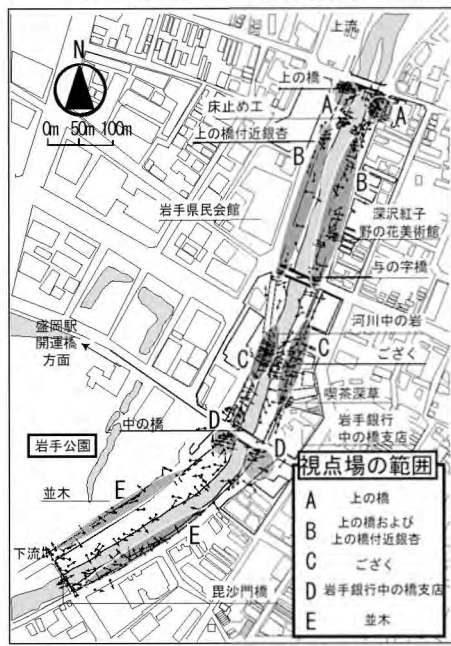 上流
N
上の橋
A
A
床止め工
0m 50m 100m
上の橋付近銀杏
B
B
岩手県民会館
深沢紅子
野の花美術館
与の字橋
河川中の岩
盛岡駅
開運橋
方面
C
C
ござく
喫茶深草
D
中の橋
岩手銀行
中の橋支店
岩手公園
D
並木
E
E
下流
毘沙門橋
視点場の範囲
A 上の橋
B 上の橋および
上の橋付近銀杏
C ござく
D 岩手銀行中の橋支店
E 並木